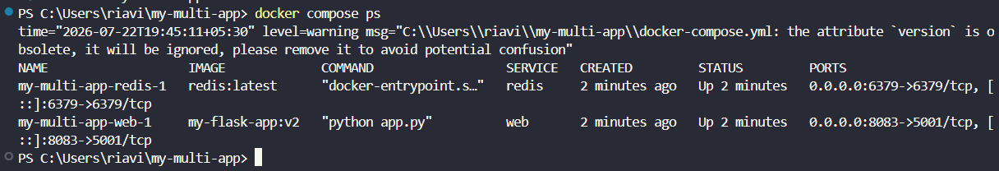 PS C:\Users\riavi\my-multi-app> docker compose ps
time="2026-07-22T19:45:11+05:30" level=warning msg="C:\\Users\\riavi\\my-multi-app\\docker-compose.yml: the attribute `version` is o
bsolete, it will be ignored, please remove it to avoid potential confusion"
NAME IMAGE COMMAND SERVICE CREATED STATUS PORTS
my-multi-app-redis-1 redis:latest "docker-entrypoint.s…" redis 2 minutes ago Up 2 minutes 0.0.0.0:6379->6379/tcp, [
::]:6379->6379/tcp
my-multi-app-web-1 my-flask-app:v2 "python app.py" web 2 minutes ago Up 2 minutes 0.0.0.0:8083->5001/tcp, [
::]:8083->5001/tcp
PS C:\Users\riavi\my-multi-app>